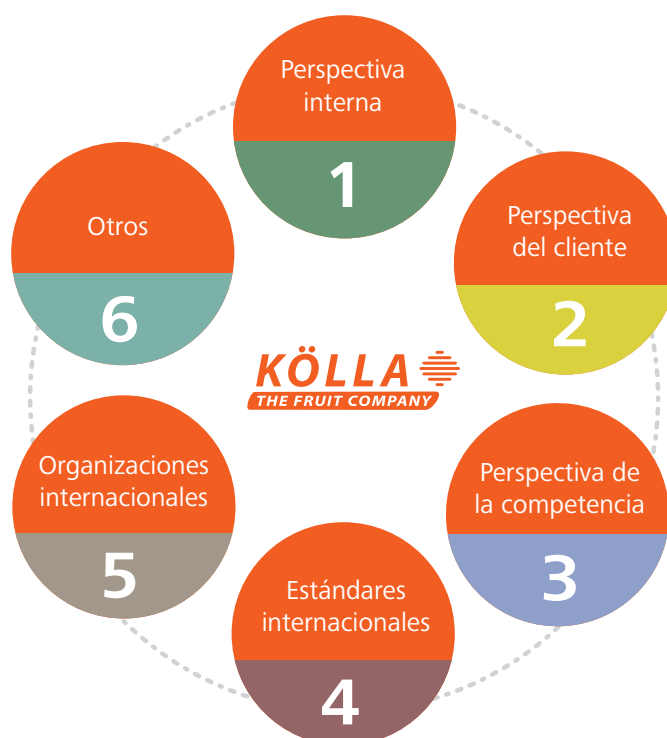 Perspectiva
interna
1
Perspectiva
del cliente
2
Perspectiva de
la competencia
3
Estándares
internacionales
4
Organizaciones
internacionales
5
Otros
6
KÖLLA
THE FRUIT COMPANY